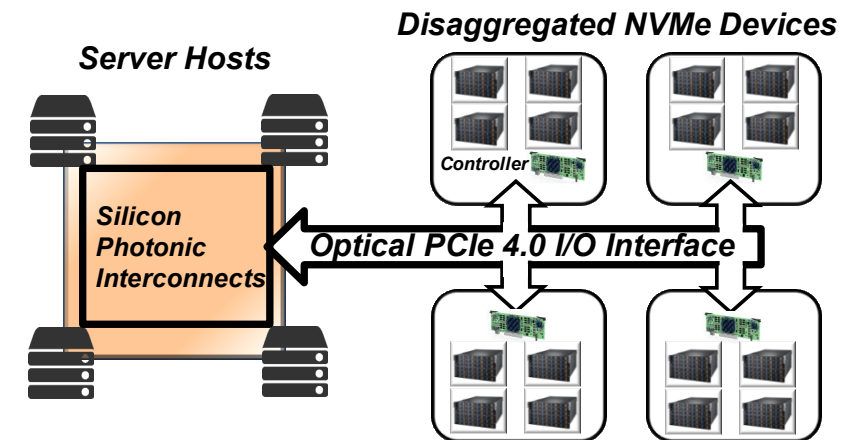 Disaggregated NVMe Devices
Server Hosts
Controller
Silicon
Photonic
Interconnects
Optical PCIe 4.0 I/O Interface